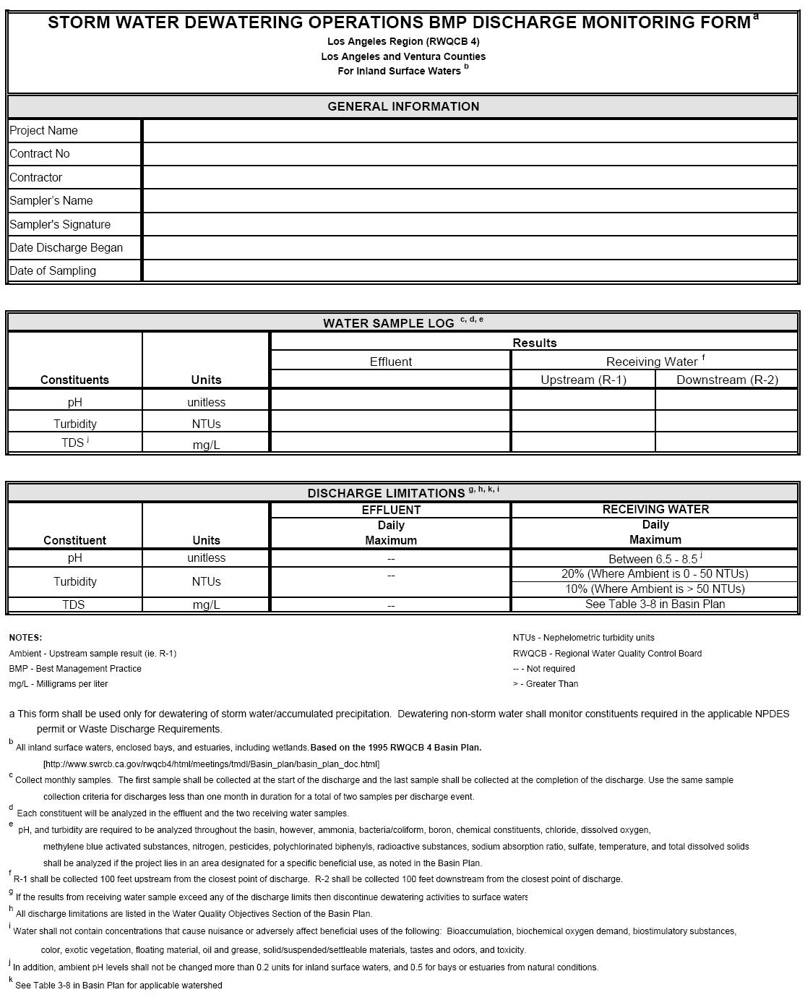 STORM WATER DEWATERING OPERATIONS BMP DISCHARGE MONITORING FORM a
Los Angeles Region (RWQCB 4)
Los Angeles and Ventura Counties
For Inland Surface Waters b
GENERAL INFORMATION
Project Name
Contract No
Contractor
Sampler’s Name
Sampler's Signature
Date Discharge Began
Date of Sampling
WATER SAMPLE LOG c, d, e
Results
Effluent Receiving Water f
Constituents Units Upstream (R-1) Downstream (R-2)
pH unitless
Turbidity NTUs
TDS j mg/L
DISCHARGE LIMITATIONS g, h, k, i
EFFLUENT RECEIVING WATER
Daily Daily
Constituent Units Maximum Maximum
pH unitless -- Between 6.5 - 8.5 j
Turbidity NTUs -- 20% (Where Ambient is 0 - 50 NTUs)
10% (Where Ambient is > 50 NTUs)
TDS mg/L -- See Table 3-8 in Basin Plan
NOTES: NTUs - Nephelometric turbidity units
Ambient - Upstream sample result (ie. R-1) RWQCB - Regional Water Quality Control Board
BMP - Best Management Practice -- - Not required
mg/L - Milligrams per liter > - Greater Than
a This form shall be used only for dewatering of storm water/accumulated precipitation. Dewatering non-storm water shall monitor constituents required in the applicable NPDES
permit or Waste Discharge Requirements.
b All inland surface waters, enclosed bays, and estuaries, including wetlands.Based on the 1995 RWQCB 4 Basin Plan.
[http://www.swrcb.ca.gov/rwqcb4/html/meetings/tmdl/Basin_plan/basin_plan_doc.html]
c Collect monthly samples. The first sample shall be collected at the start of the discharge and the last sample shall be collected at the completion of the discharge. Use the same sample
collection criteria for discharges less than one month in duration for a total of two samples per discharge event.
d Each constituent will be analyzed in the effluent and the two receiving water samples.
e pH, and turbidity are required to be analyzed throughout the basin, however, ammonia, bacteria/coliform, boron, chemical constituents, chloride, dissolved oxygen,
methylene blue activated substances, nitrogen, pesticides, polychlorinated biphenyls, radioactive substances, sodium absorption ratio, sulfate, temperature, and total dissolved solids
shall be analyzed if the project lies in an area designated for a specific beneficial use, as noted in the Basin Plan.
f R-1 shall be collected 100 feet upstream from the closest point of discharge. R-2 shall be collected 100 feet downstream from the closest point of discharge.
g If the results from receiving water sample exceed any of the discharge limits then discontinue dewatering activities to surface waters
h All discharge limitations are listed in the Water Quality Objectives Section of the Basin Plan.
i Water shall not contain concentrations that cause nuisance or adversely affect beneficial uses of the following: Bioaccumulation, biochemical oxygen demand, biostimulatory substances,
color, exotic vegetation, floating material, oil and grease, solid/suspended/settleable materials, tastes and odors, and toxicity.
j In addition, ambient pH levels shall not be changed more than 0.2 units for inland surface waters, and 0.5 for bays or estuaries from natural conditions.
k See Table 3-8 in Basin Plan for applicable watershed